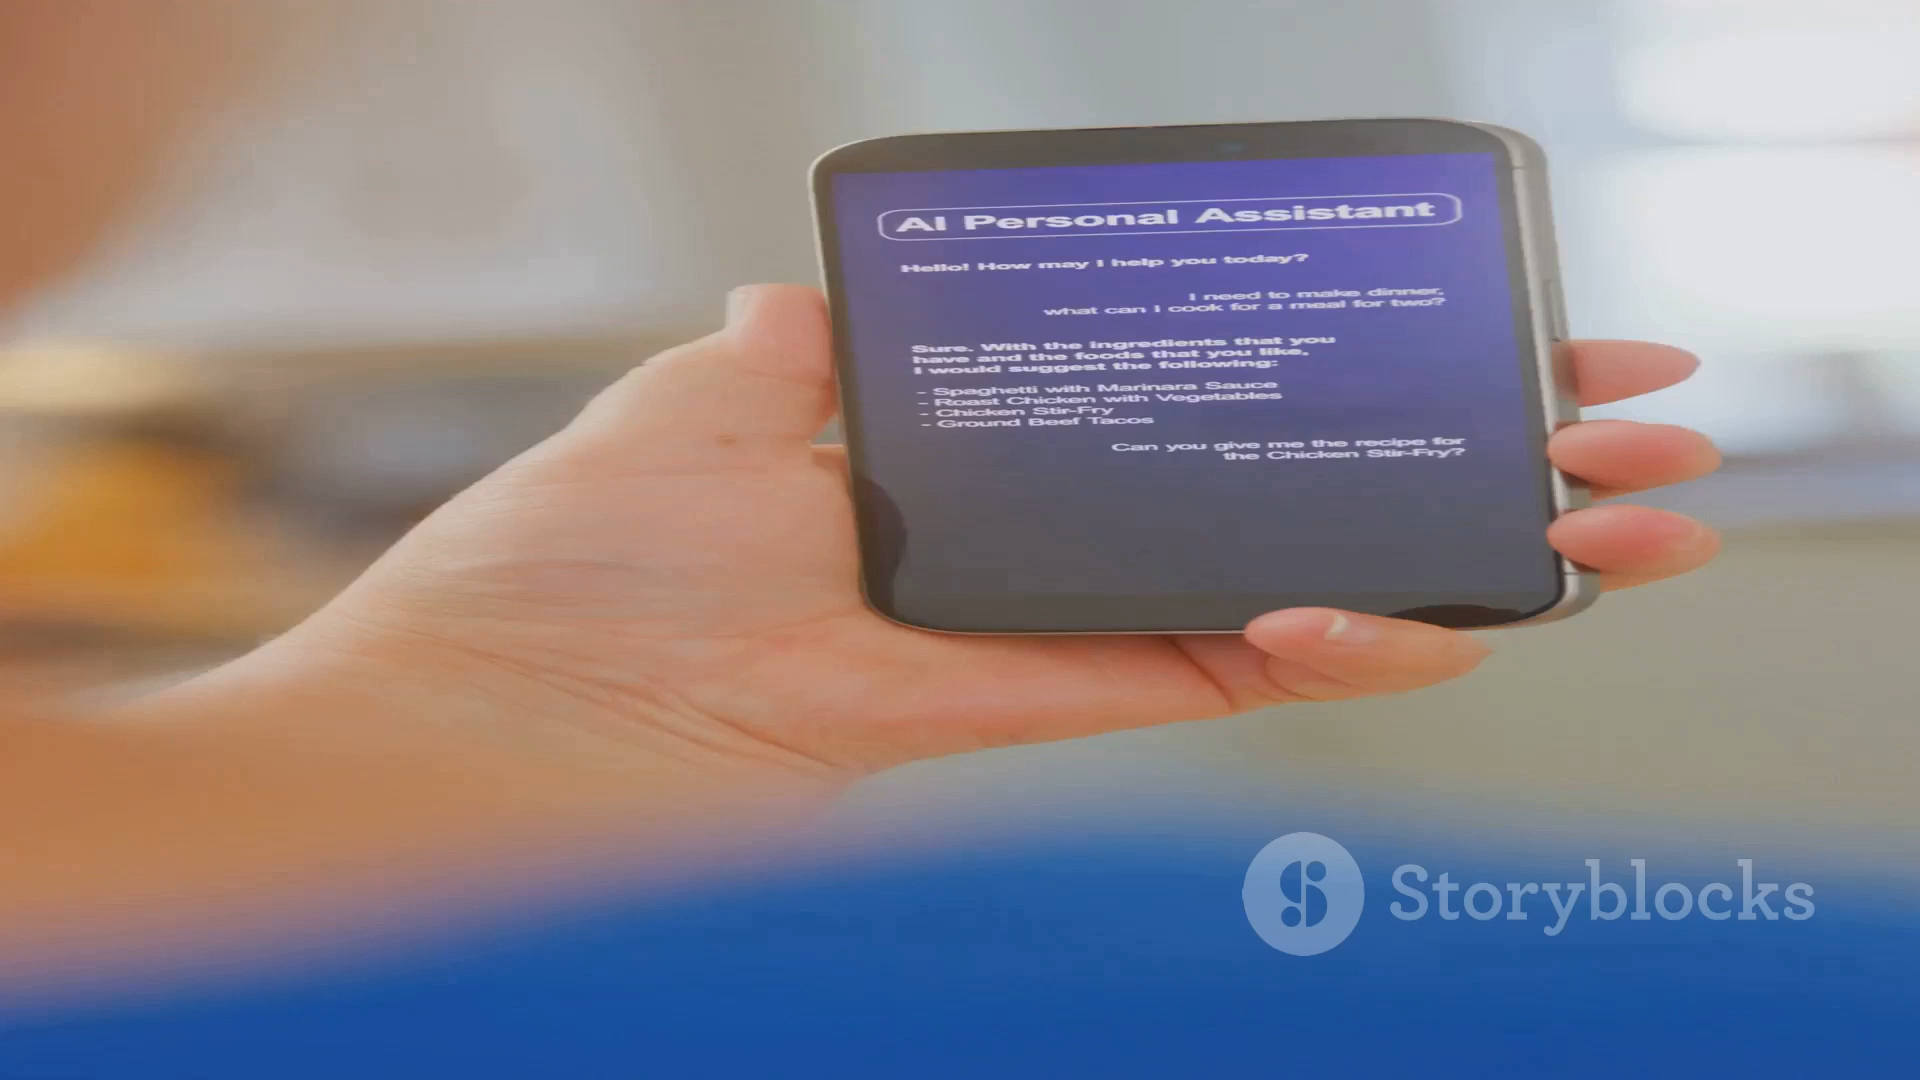 AI Personal Assistant
Hello! How may I help you today?
I need to make dinner,
what can I cook for a meal for two?
Sure. With the ingredients that you
have and the foods that you like,
I would suggest the following:
- Spaghetti with Marinara Sauce
- Roast Chicken with Vegetables
- Chicken Stir-Fry
- Ground Beef Tacos
Can you give me the recipe for
the Chicken Stir-Fry?
Storyblocks